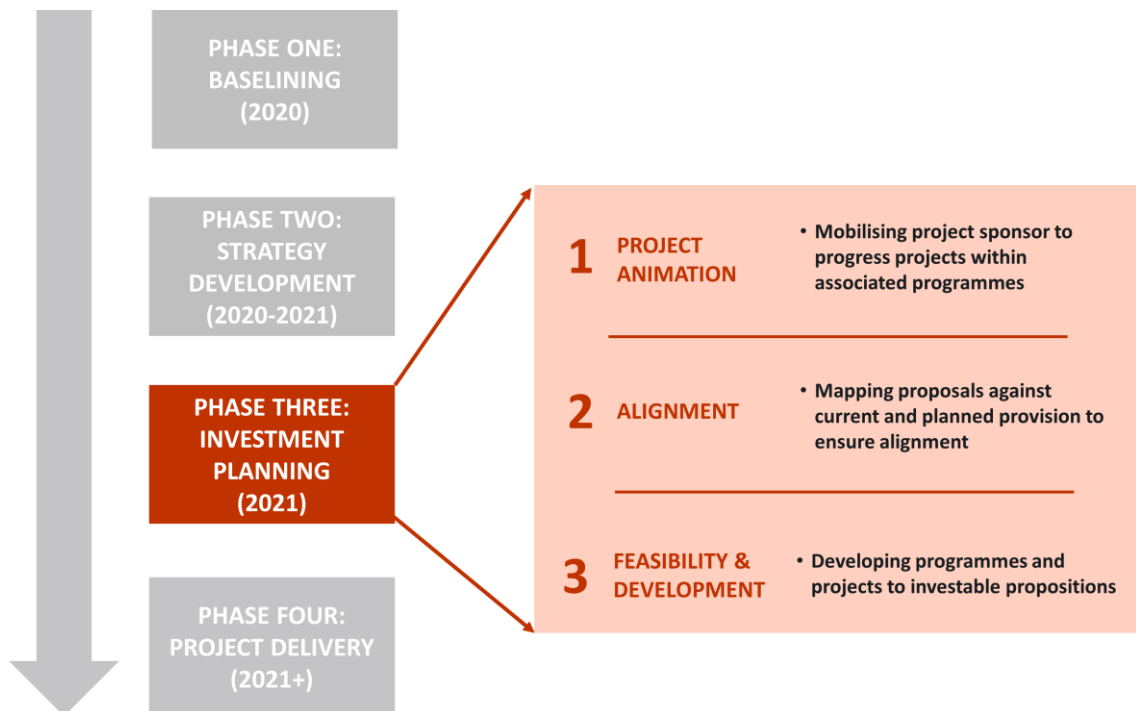 PHASE ONE:
BASELINING
(2020)
PHASE TWO:
STRATEGY
DEVELOPMENT
(2020-2021)
PHASE THREE:
INVESTMENT
PLANNING
(2021)
PHASE FOUR:
PROJECT DELIVERY
(2021+)
1
PROJECT
ANIMATION
• Mobilising project sponsor to
progress projects within
associated programmes
2
ALIGNMENT
• Mapping proposals against
current and planned provision to
ensure alignment
3
FEASIBILITY &
DEVELOPMENT
• Developing programmes and
projects to investable propositions